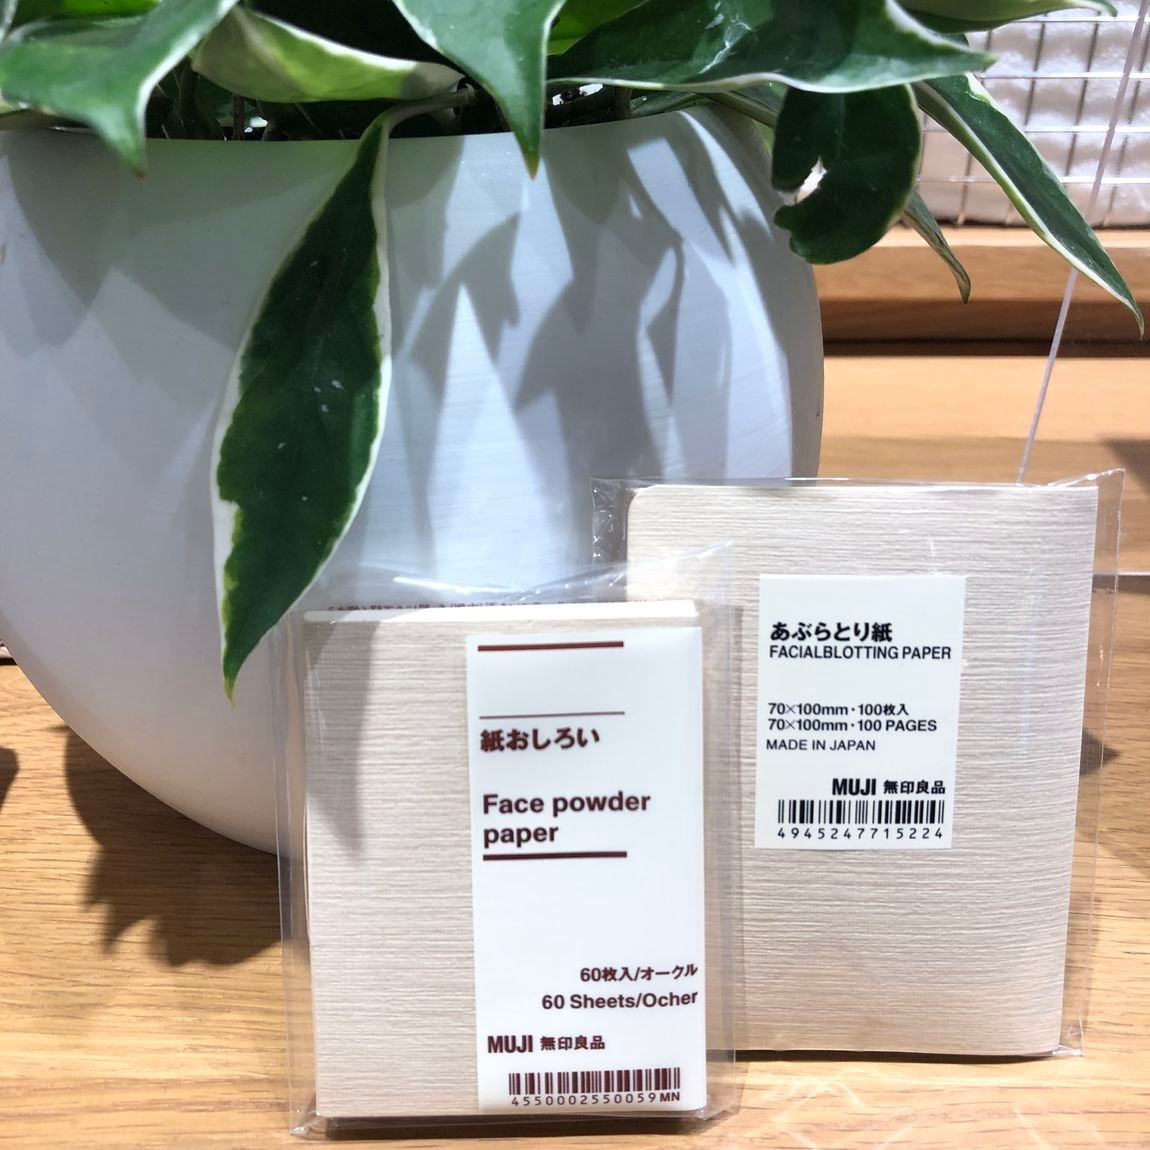 紙おしろい
Face powder
paper
60枚入/オークル
60 Sheets/Ocher
MUJI 無印良品
4550002550059 MN
あぶらとり紙
FACIALBLOTTING PAPER
70×100mm・100枚入
70×100mm・100 PAGES
MADE IN JAPAN
MUJI 無印良品
4945247715224